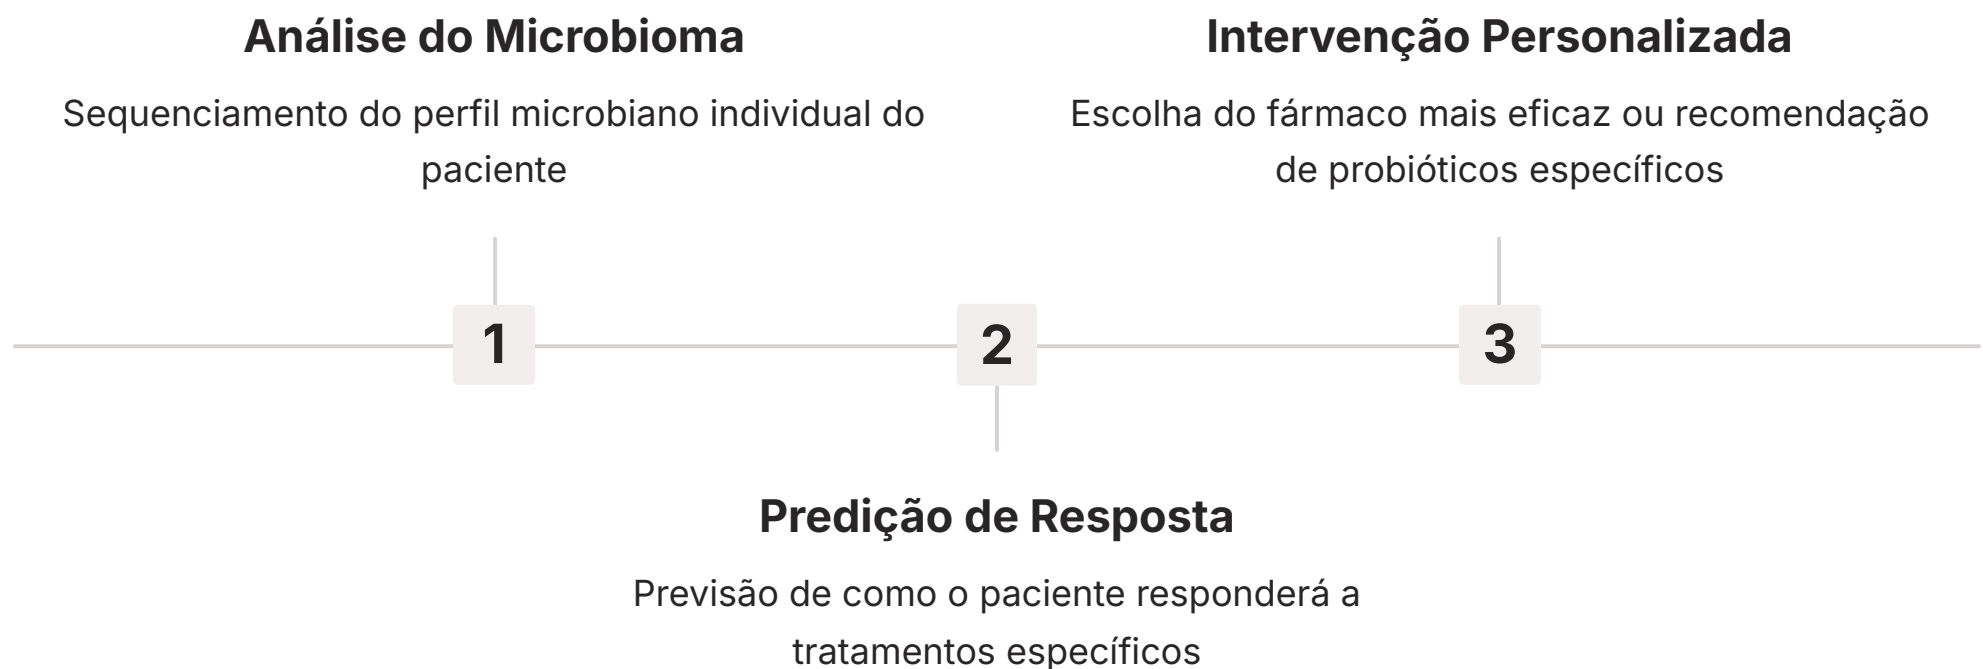 Análise do Microbioma
Sequenciamento do perfil microbiano individual do
paciente
Intervenção Personalizada
Escolha do fármaco mais eficaz ou recomendação
de probióticos específicos
1
2
3
Predição de Resposta
Previsão de como o paciente responderá a
tratamentos específicos